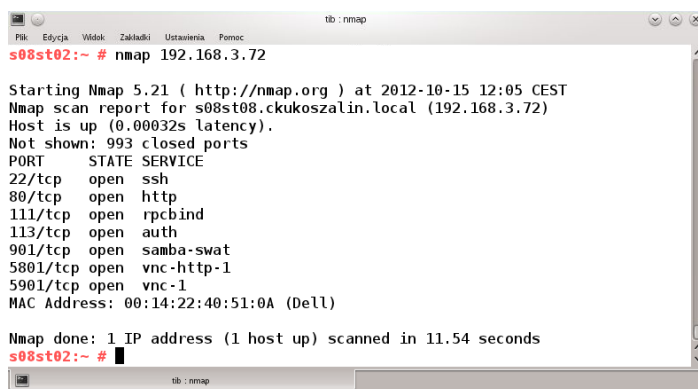 tib : nmap
Plik Edycja Widok Zakładki Ustawienia Pomoc
s08st02:~ # nmap 192.168.3.72
Starting Nmap 5.21 ( http://nmap.org ) at 2012-10-15 12:05 CEST
Nmap scan report for s08st08.ckukoszalin.local (192.168.3.72)
Host is up (0.00032s latency).
Not shown: 993 closed ports
PORT STATE SERVICE
22/tcp open ssh
80/tcp open http
111/tcp open rpcbind
113/tcp open auth
901/tcp open samba-swat
5801/tcp open vnc-http-1
5901/tcp open vnc-1
MAC Address: 00:14:22:40:51:0A (Dell)
Nmap done: 1 IP address (1 host up) scanned in 11.54 seconds
s08st02:~ #
tib : nmap